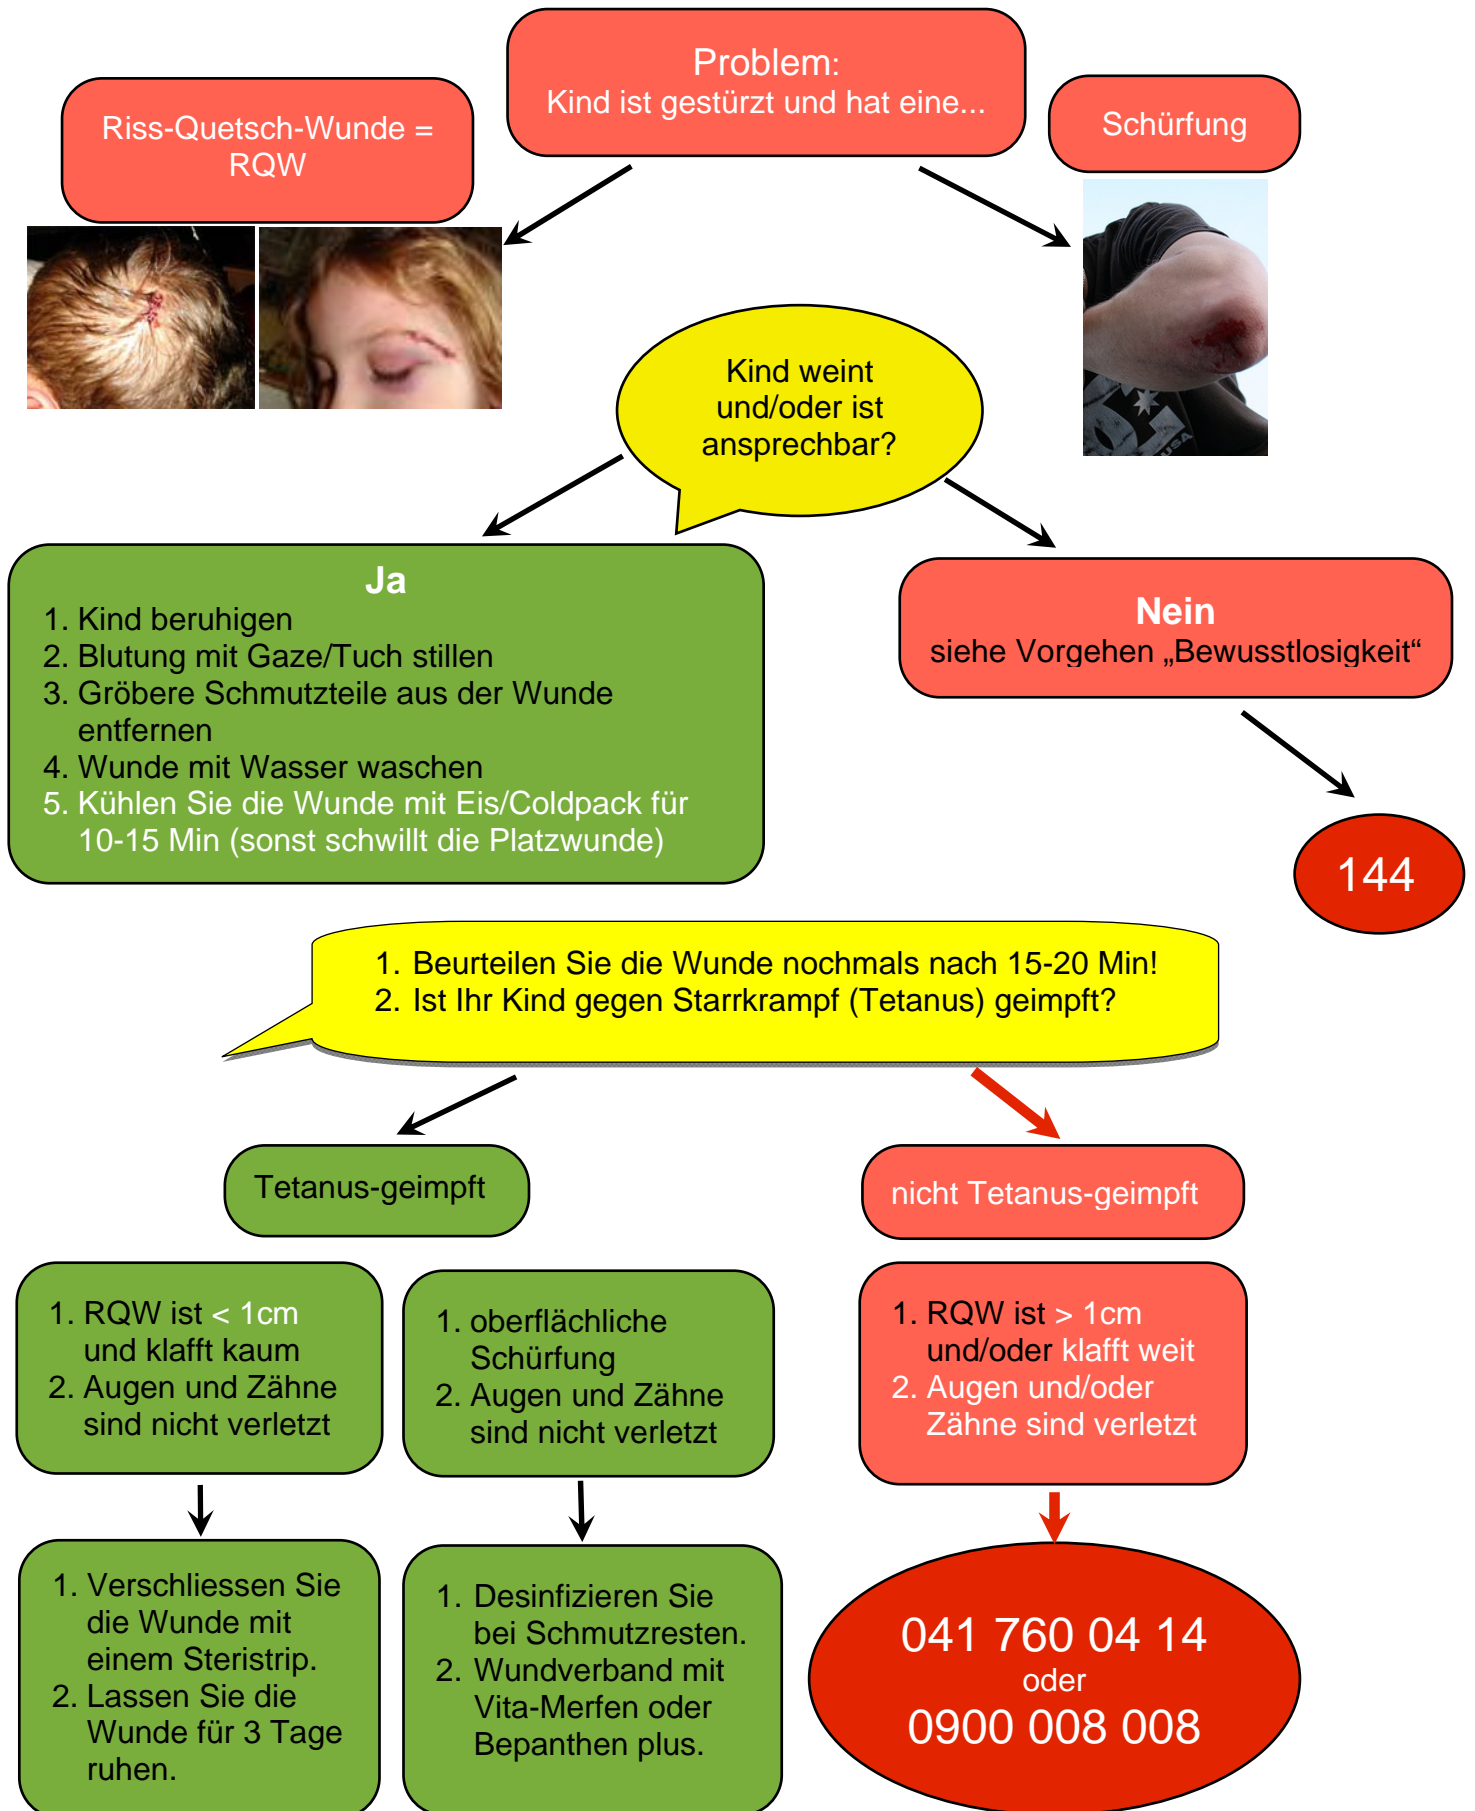 Problem:
Kind ist gestürzt und hat eine...
Riss-Quetsch-Wunde =
RQW
Schürfung
USA
Kind weint
und/oder ist
ansprechbar?
Ja
1. Kind beruhigen
2. Blutung mit Gaze/Tuch stillen
3. Gröbere Schmutzteile aus der Wunde
entfernen
4. Wunde mit Wasser waschen
5. Kühlen Sie die Wunde mit Eis/Coldpack für
10-15 Min (sonst schwillt die Platzwunde)
Nein
siehe Vorgehen „Bewusstlosigkeit“
144
1. Beurteilen Sie die Wunde nochmals nach 15-20 Min!
2. Ist Ihr Kind gegen Starrkrampf (Tetanus) geimpft?
Tetanus-geimpft
nicht Tetanus-geimpft
1. RQW ist < 1cm
und klafft kaum
2. Augen und Zähne
sind nicht verletzt
1. oberflächliche
Schürfung
2. Augen und Zähne
sind nicht verletzt
1. RQW ist > 1cm
und/oder klafft weit
2. Augen und/oder
Zähne sind verletzt
1. Verschliessen Sie
die Wunde mit
einem Steristrip.
2. Lassen Sie die
Wunde für 3 Tage
ruhen.
1. Desinfizieren Sie
bei Schmutzresten.
2. Wundverband mit
Vita-Merfen oder
Bepanthen plus.
041 760 04 14
oder
0900 008 008